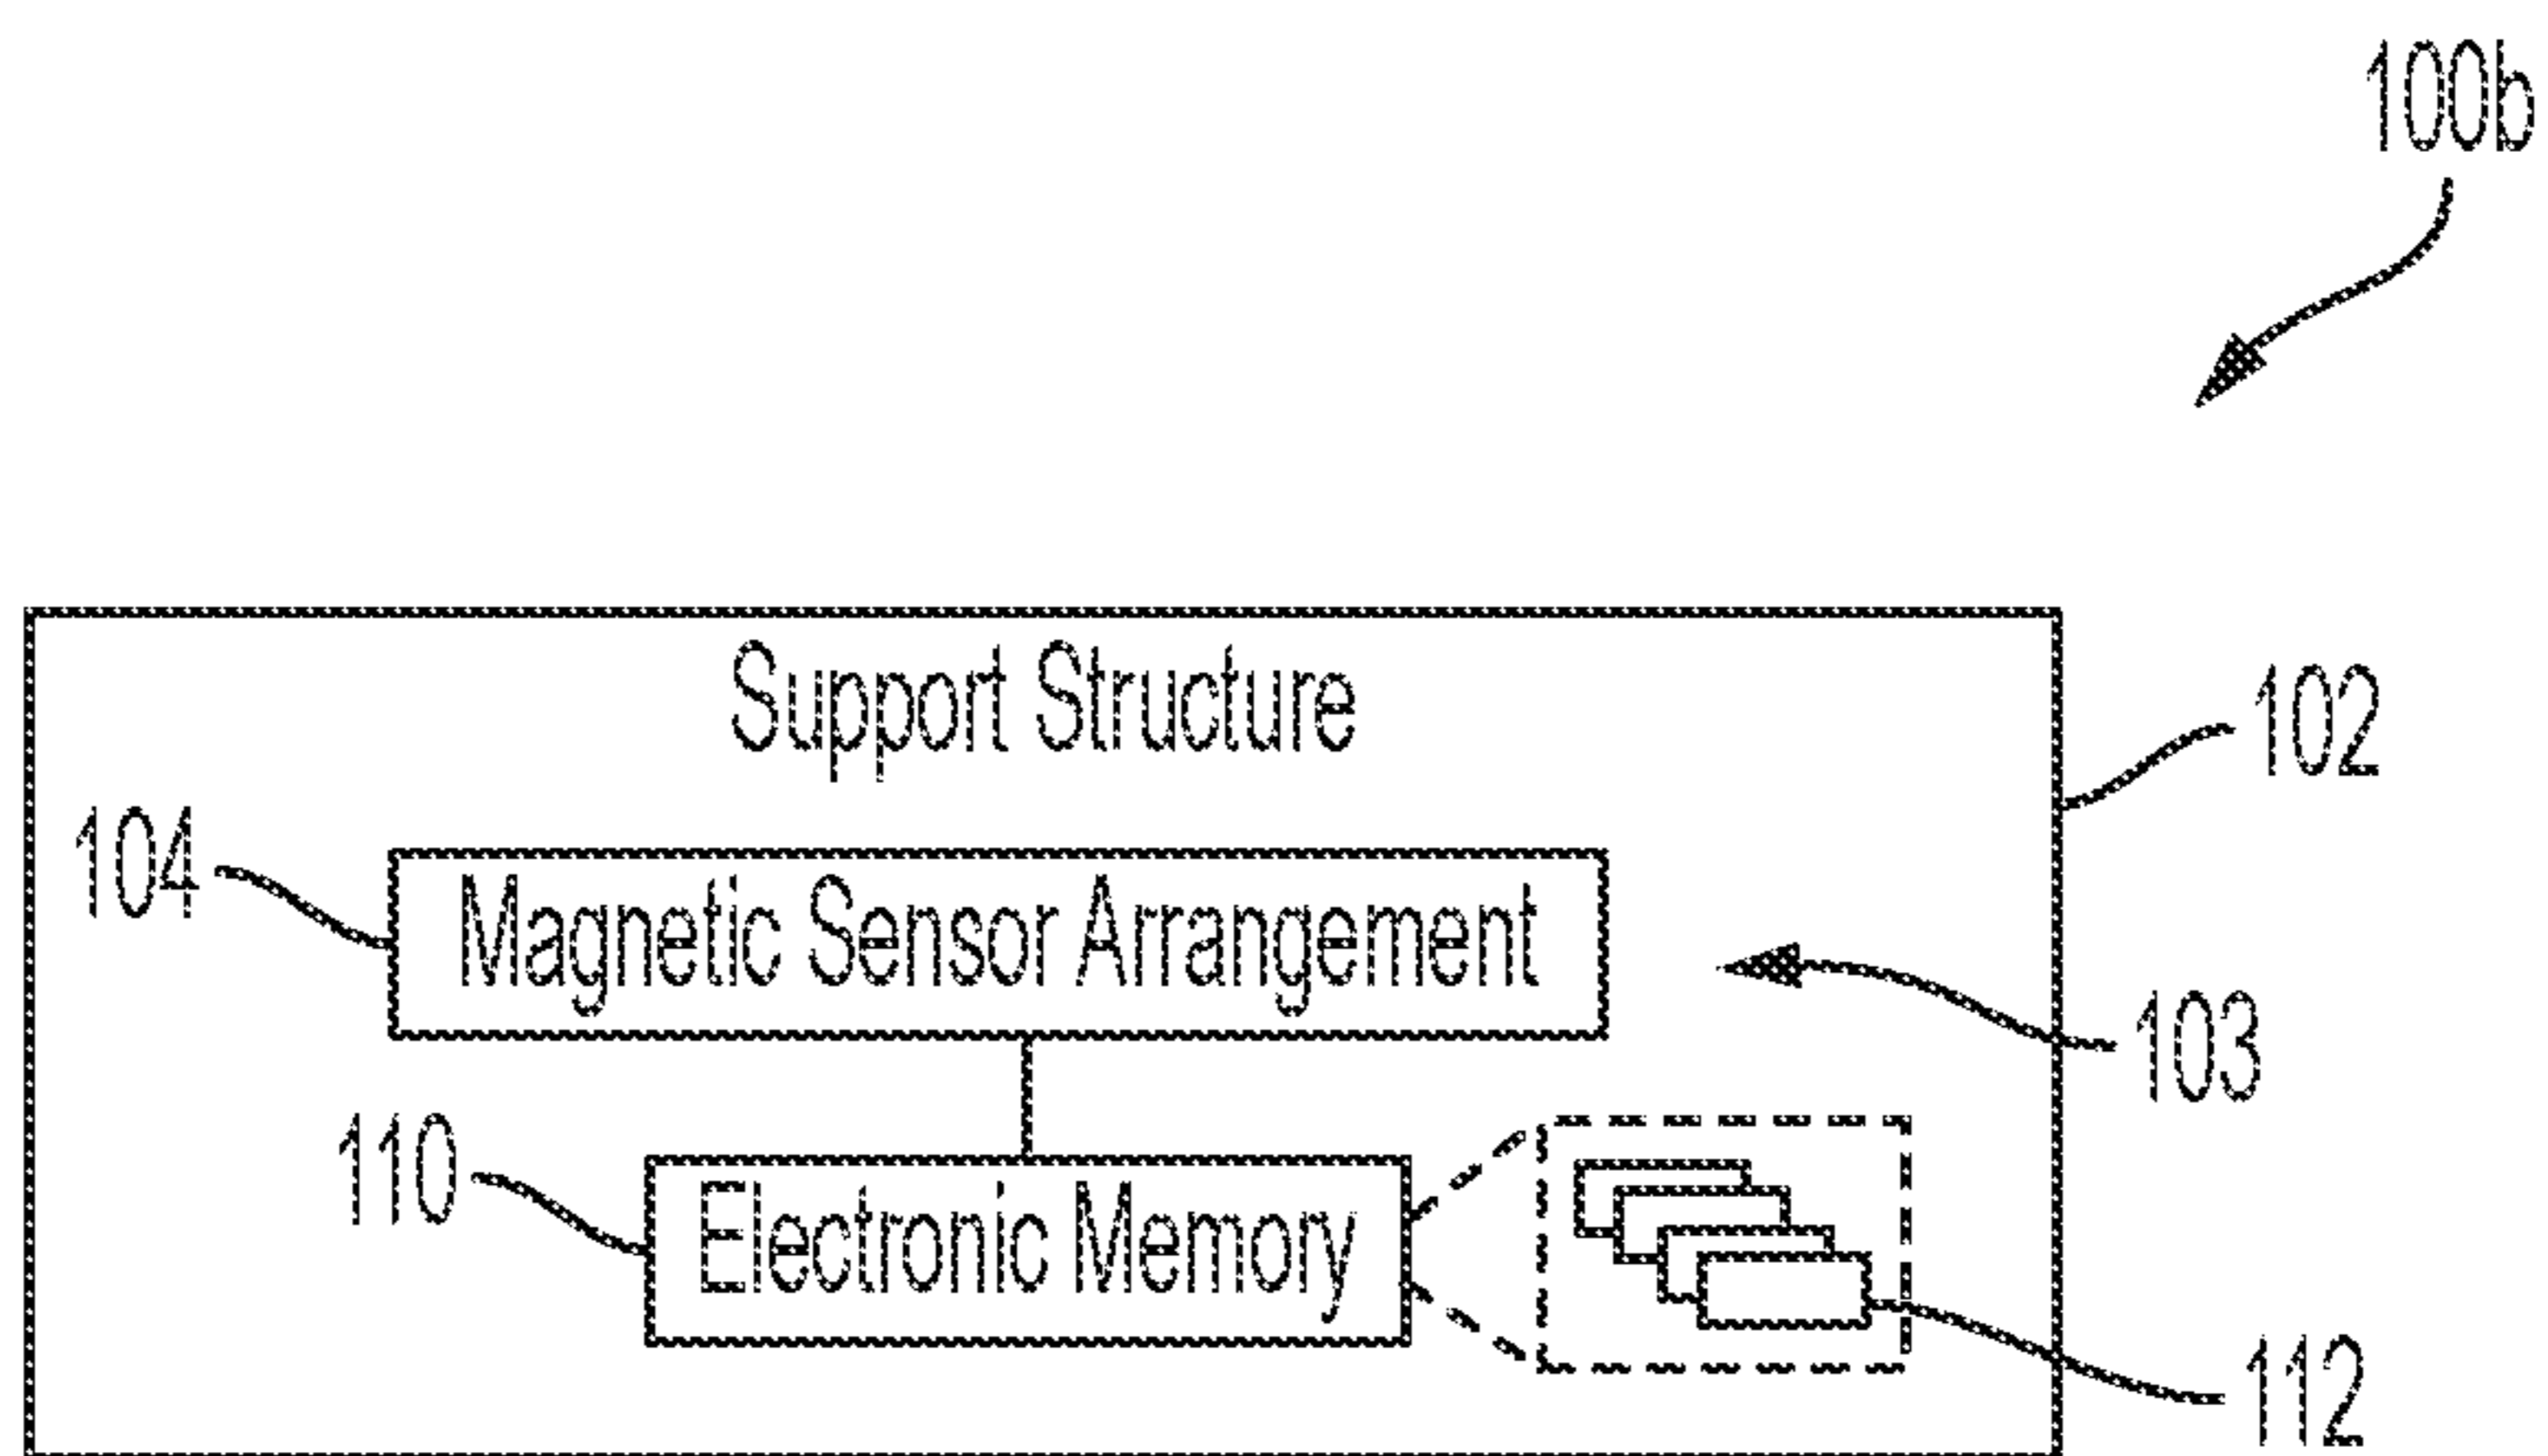 100b
Support Structure
102
104
Magnetic Sensor Arrangement
103
110
Electronic Memory
112